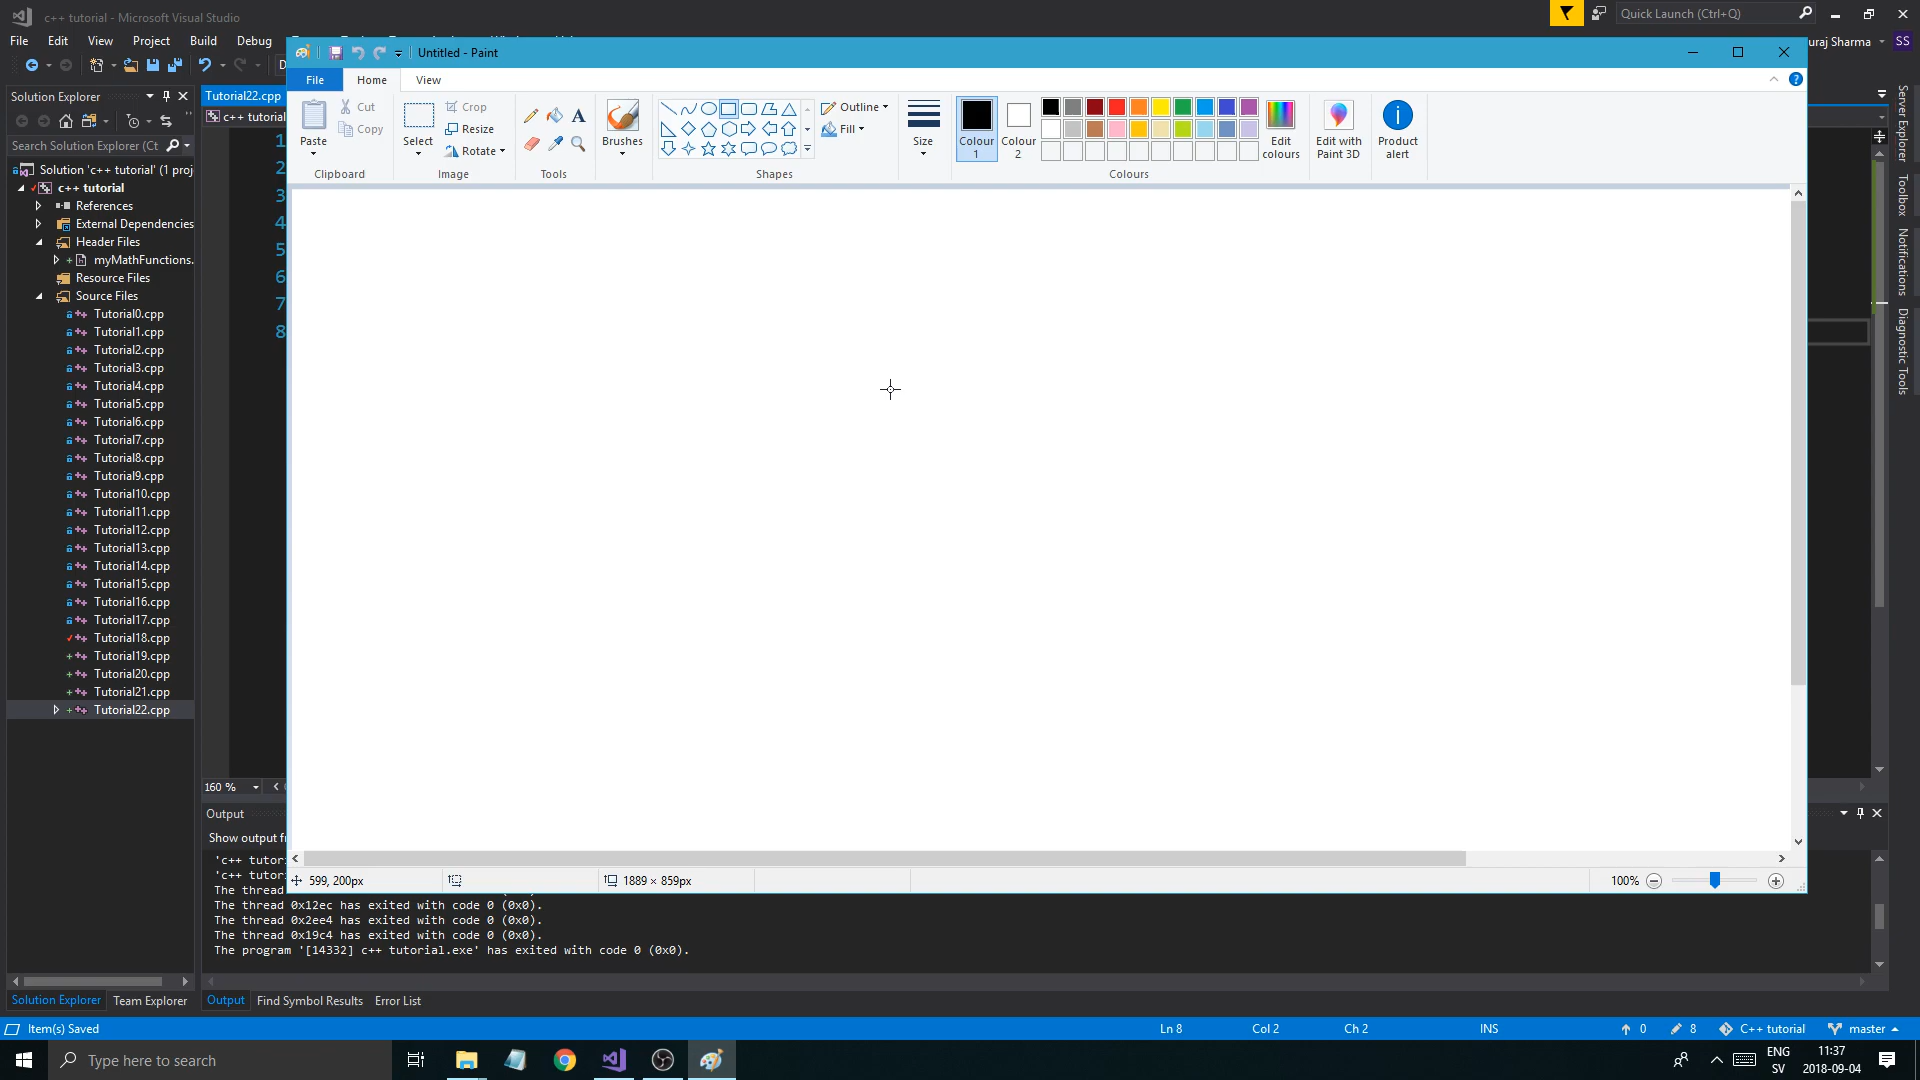 c++ tutorial - Microsoft Visual Studio
Quick Launch (Ctrl+Q)
File Edit View Project Build Debug
uraj Sharma SS
Untitled - Paint
File Home View
Solution Explorer
Tutorial22.cpp
c++ tutorial
Search Solution Explorer (Ct
Paste Cut Copy
Clipboard
Select Crop Resize Rotate
Image
Tools
Brushes
Outline
Fill
Shapes
Size
Colour 1
Colour 2
Edit colours
Colours
Edit with Paint 3D
Product alert
Solution 'c++ tutorial' (1 proj
c++ tutorial
References
External Dependencies
Header Files
myMathFunctions.
Resource Files
Source Files
Tutorial0.cpp
Tutorial1.cpp
Tutorial2.cpp
Tutorial3.cpp
Tutorial4.cpp
Tutorial5.cpp
Tutorial6.cpp
Tutorial7.cpp
Tutorial8.cpp
Tutorial9.cpp
Tutorial10.cpp
Tutorial11.cpp
Tutorial12.cpp
Tutorial13.cpp
Tutorial14.cpp
Tutorial15.cpp
Tutorial16.cpp
Tutorial17.cpp
Tutorial18.cpp
Tutorial19.cpp
Tutorial20.cpp
Tutorial21.cpp
Tutorial22.cpp
1
2
3
4
5
6
7
8
Server Explorer
Toolbox
Notifications
Diagnostic Tools
160 %
Output
Show output f
'c++ tutor
'c++ tutor
The thread
599, 200px 1889 × 859px 100%
The thread 0x12ec has exited with code 0 (0x0).
The thread 0x2ee4 has exited with code 0 (0x0).
The thread 0x19c4 has exited with code 0 (0x0).
The program '[14332] c++ tutorial.exe' has exited with code 0 (0x0).
Solution Explorer Team Explorer Output Find Symbol Results Error List
Item(s) Saved Ln 8 Col 2 Ch 2 INS 0 8 C++ tutorial master
Type here to search
ENG
SV
11:37
2018-09-04